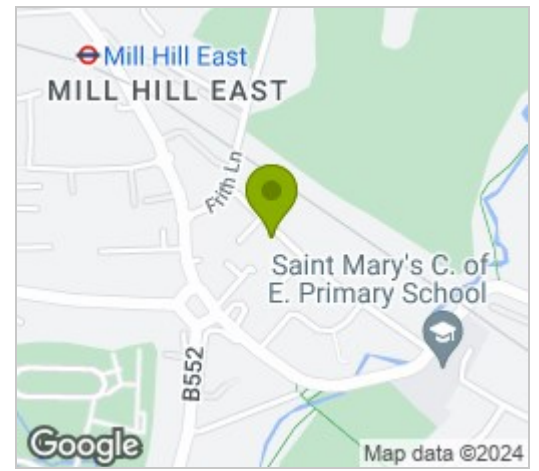 Mill Hill East
MILL HILL EAST
Frith Ln
Saint Mary's C. of
E. Primary School
B552
Google
Map data ©2024